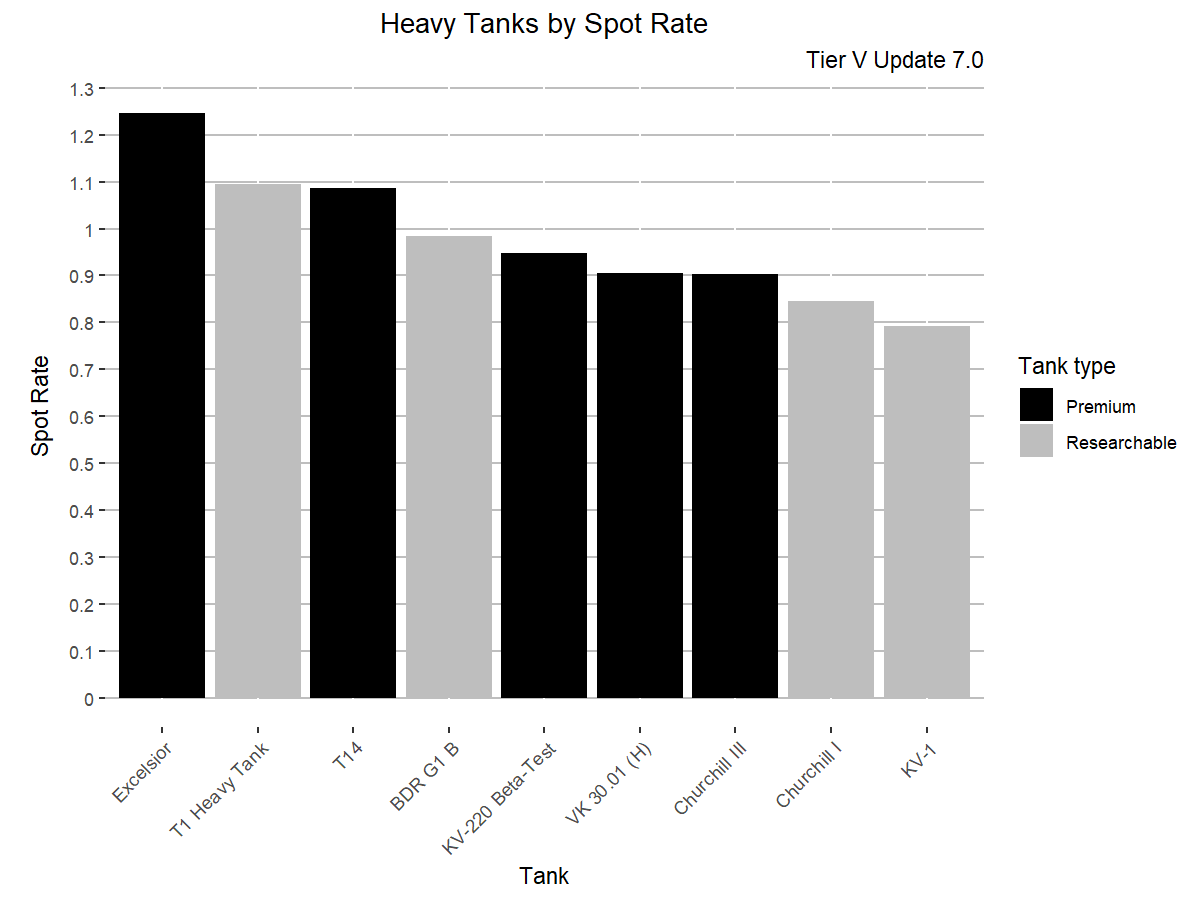 Heavy Tanks by Spot Rate
Tier V Update 7.0
1.3
1.2
1.1
1
0.9
0.8
0.7
0.6
0.5
0.4
0.3
0.2
0.1
0
Spot Rate
Excelsior
T1 Heavy Tank
T14
BDR G1 B
KV-220 Beta-Test
VK 30.01 (H)
Churchill III
Churchill I
KV-1
Tank
Tank type
Premium
Researchable